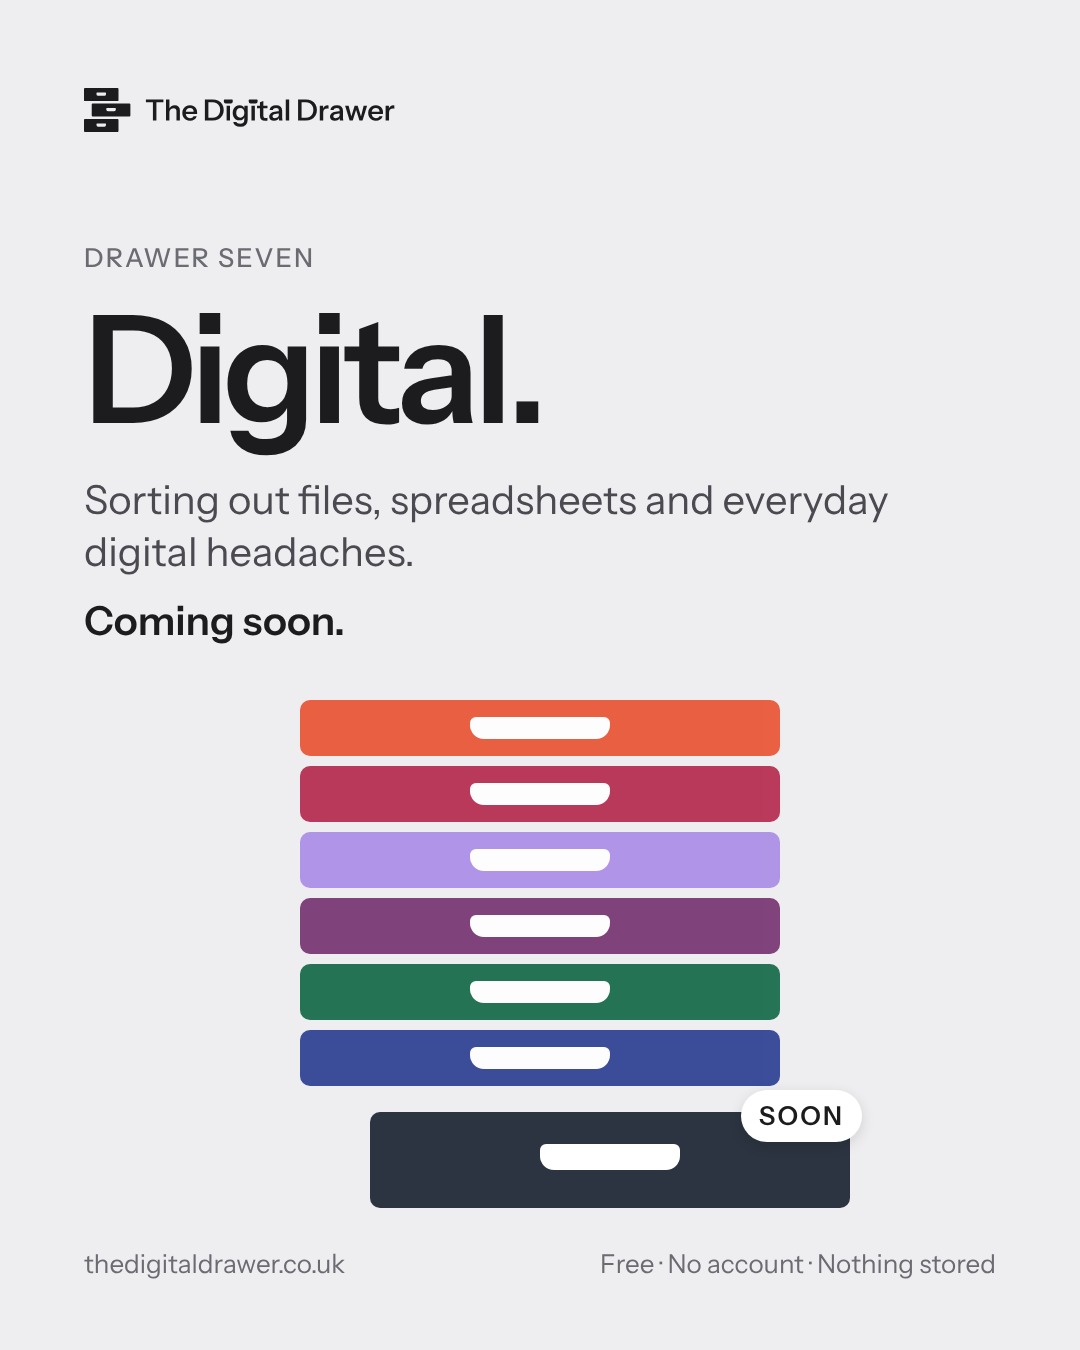 The Digital Drawer
DRAWER SEVEN
Digital.
Sorting out files, spreadsheets and everyday
digital headaches.
Coming soon.
SOON
thedigitaldrawer.co.uk
Free · No account · Nothing stored